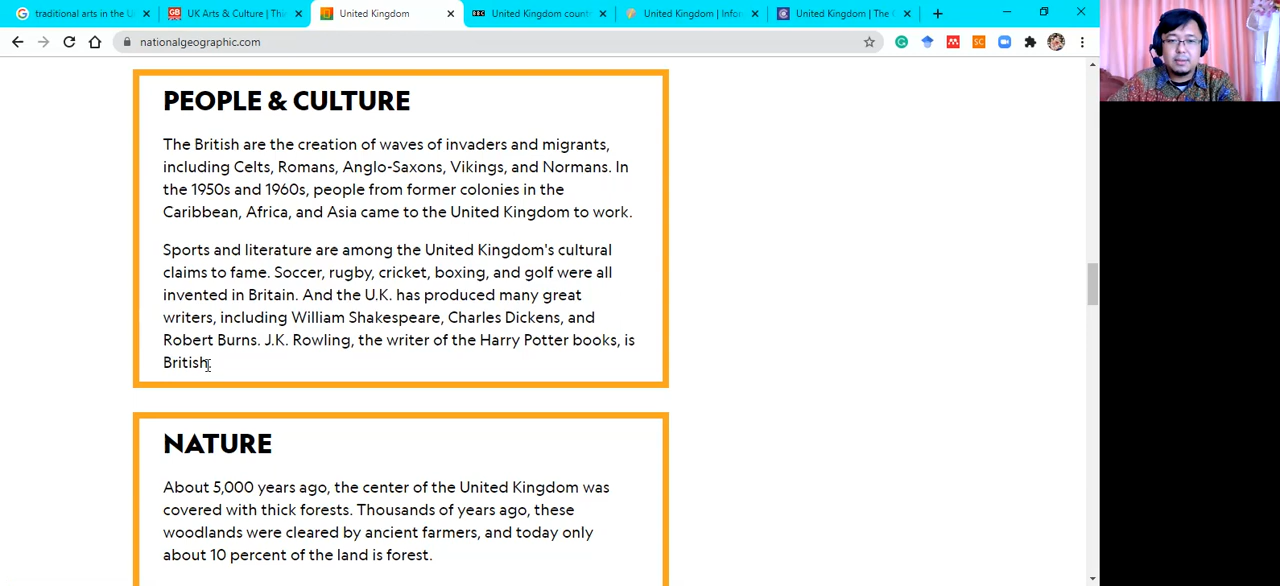 traditional arts in the U
UK Arts & Culture | Thi
United Kingdom
United Kingdom count
United Kingdom | Infor
United Kingdom | The
nationalgeographic.com
PEOPLE & CULTURE
The British are the creation of waves of invaders and migrants,
including Celts, Romans, Anglo-Saxons, Vikings, and Normans. In
the 1950s and 1960s, people from former colonies in the
Caribbean, Africa, and Asia came to the United Kingdom to work.
Sports and literature are among the United Kingdom's cultural
claims to fame. Soccer, rugby, cricket, boxing, and golf were all
invented in Britain. And the U.K. has produced many great
writers, including William Shakespeare, Charles Dickens, and
Robert Burns. J.K. Rowling, the writer of the Harry Potter books, is
British.
NATURE
About 5,000 years ago, the center of the United Kingdom was
covered with thick forests. Thousands of years ago, these
woodlands were cleared by ancient farmers, and today only
about 10 percent of the land is forest.